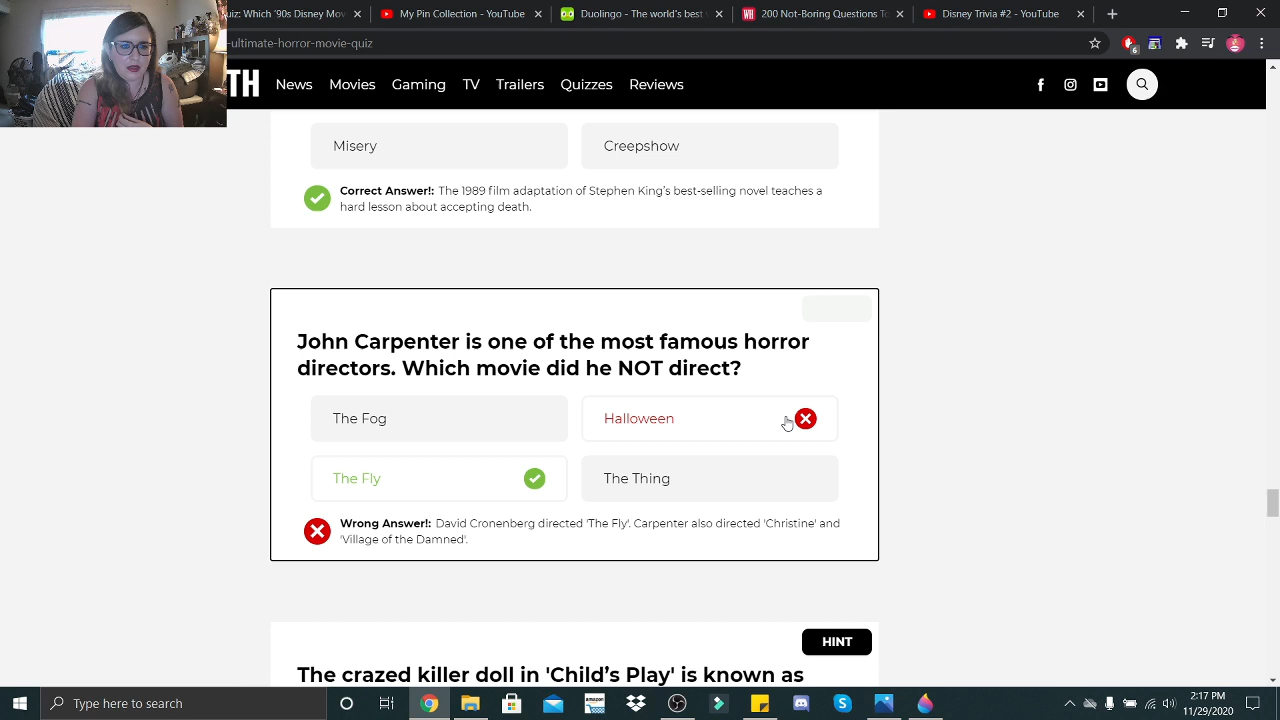 uiz: Which '90s Disney Mov
My Pin Collection - YouTube
Duolingo - The world's best
200 Not-Boring Questions T
Disney Trivia #2 - YouTube
-ultimate-horror-movie-quiz
6
TH
News
Movies
Gaming
TV
Trailers
Quizzes
Reviews
Misery
Creepshow
Correct Answer!: The 1989 film adaptation of Stephen King's best-selling novel teaches a
hard lesson about accepting death.
John Carpenter is one of the most famous horror
directors. Which movie did he NOT direct?
The Fog
Halloween
The Fly
The Thing
Wrong Answer!: David Cronenberg directed 'The Fly'. Carpenter also directed 'Christine' and
'Village of the Damned'.
HINT
The crazed killer doll in 'Child's Play' is known as
Type here to search
amazon
2:17 PM
11/29/2020